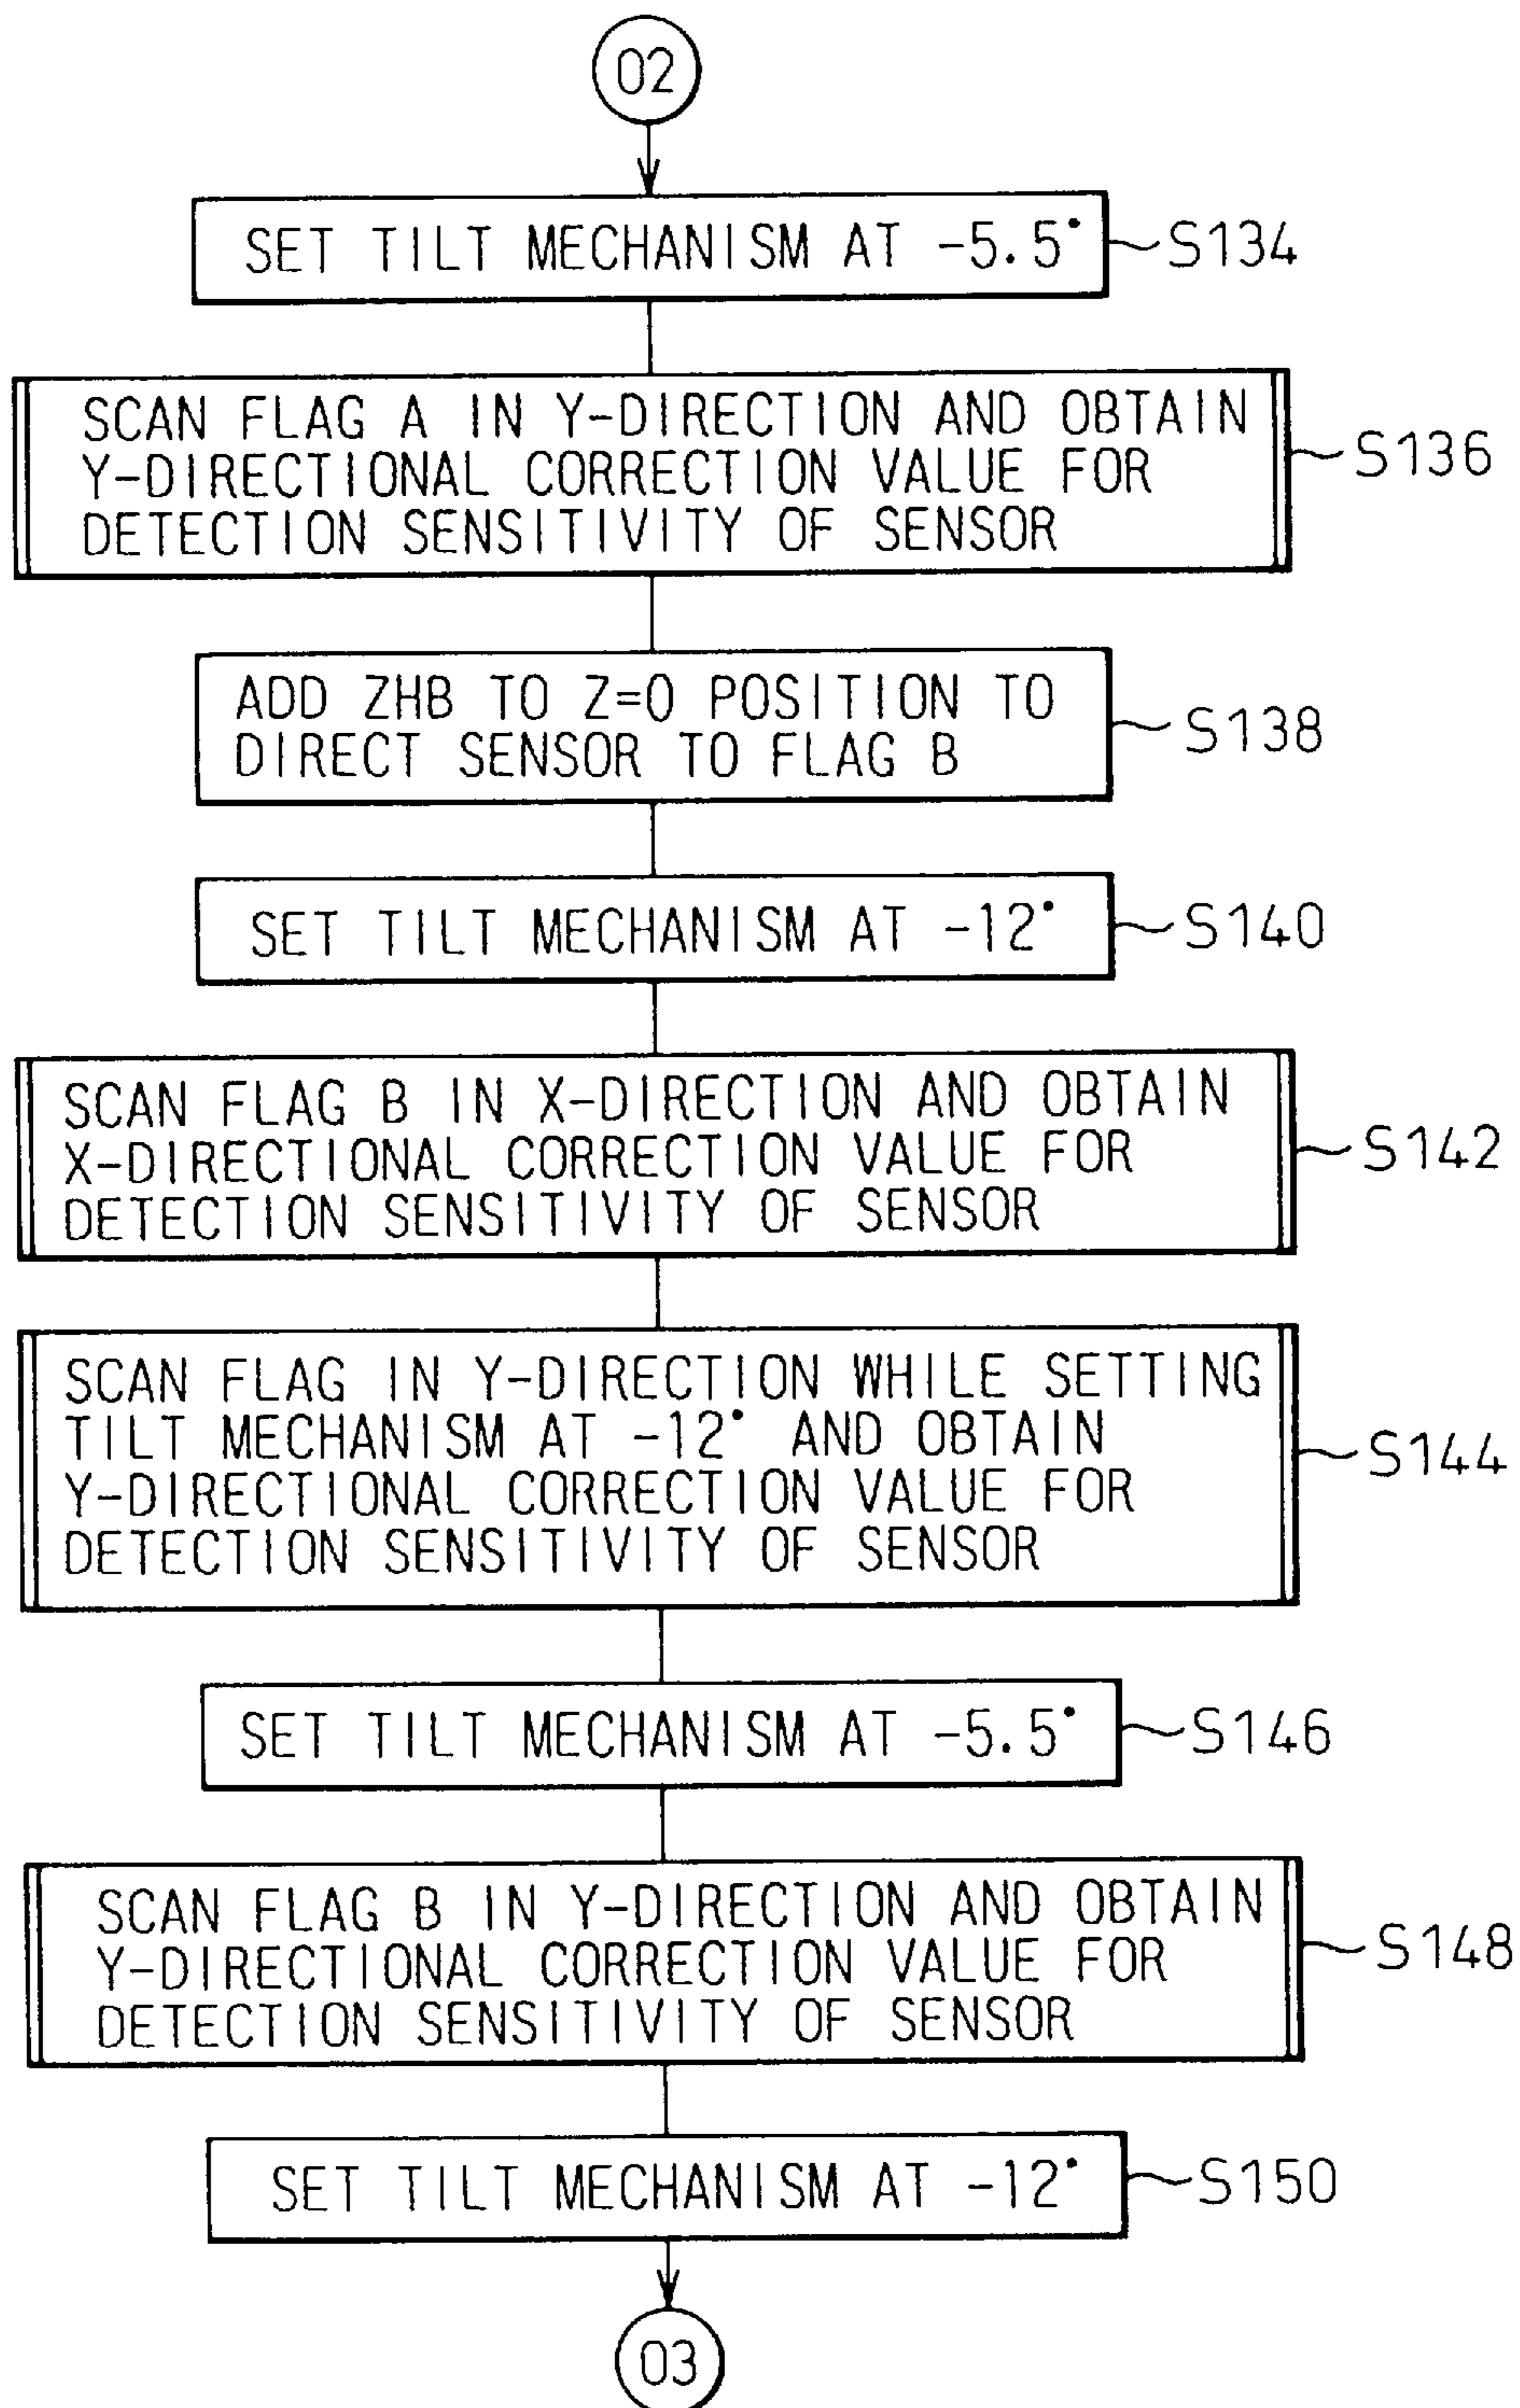 02
SET TILT MECHANISM AT -5.5°
S134
SCAN FLAG A IN Y-DIRECTION AND OBTAIN
Y-DIRECTIONAL CORRECTION VALUE FOR
DETECTION SENSITIVITY OF SENSOR
S136
ADD ZHB TO Z=0 POSITION TO
DIRECT SENSOR TO FLAG B
S138
SET TILT MECHANISM AT -12°
S140
SCAN FLAG B IN X-DIRECTION AND OBTAIN
X-DIRECTIONAL CORRECTION VALUE FOR
DETECTION SENSITIVITY OF SENSOR
S142
SCAN FLAG IN Y-DIRECTION WHILE SETTING
TILT MECHANISM AT -12° AND OBTAIN
Y-DIRECTIONAL CORRECTION VALUE FOR
DETECTION SENSITIVITY OF SENSOR
S144
SET TILT MECHANISM AT -5.5°
S146
SCAN FLAG B IN Y-DIRECTION AND OBTAIN
Y-DIRECTIONAL CORRECTION VALUE FOR
DETECTION SENSITIVITY OF SENSOR
S148
SET TILT MECHANISM AT -12°
S150
03